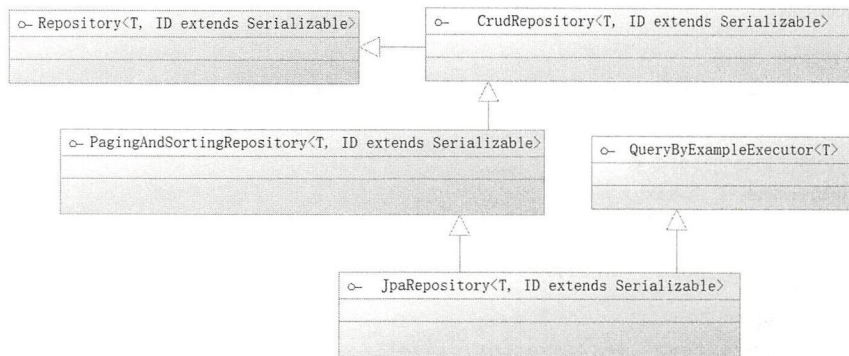 Repository<T, ID extends Serializable>
CrudRepository<T, ID extends Serializable>
PagingAndSortingRepository<T, ID extends Serializable>
QueryByExampleExecutor<T>
JpaRepository<T, ID extends Serializable>